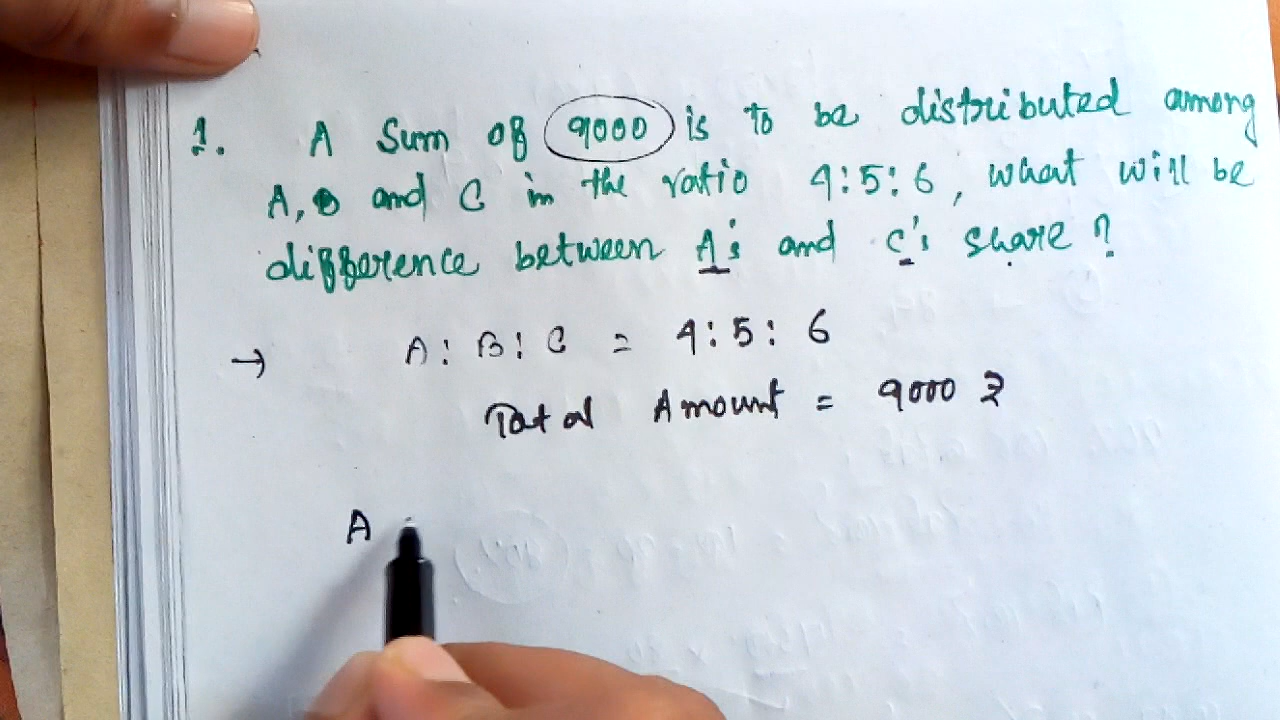 1. A Sum of 9000 is to be distributed among
A, B and C in the ratio 4:5:6, what will be
difference between A's and C's share?
→ A: B: C = 4:5: 6
Total Amount = 9000 ₹
A